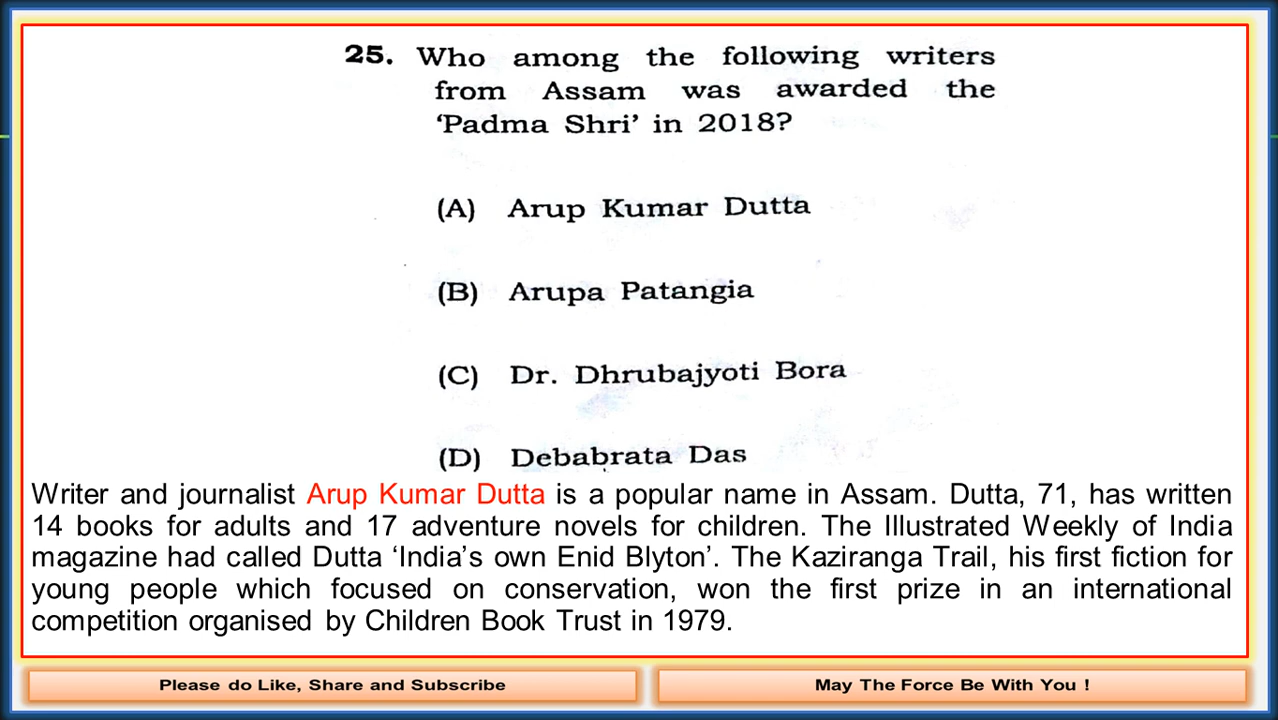 25. Who among the following writers
from Assam was awarded the
‘Padma Shri’ in 2018?
(A) Arup Kumar Dutta
(B) Arupa Patangia
(C) Dr. Dhrubajyoti Bora
(D) Debabrata Das
Writer and journalist Arup Kumar Dutta is a popular name in Assam. Dutta, 71, has written
14 books for adults and 17 adventure novels for children. The Illustrated Weekly of India
magazine had called Dutta ‘India’s own Enid Blyton’. The Kaziranga Trail, his first fiction for
young people which focused on conservation, won the first prize in an international
competition organised by Children Book Trust in 1979.
Please do Like, Share and Subscribe
May The Force Be With You !